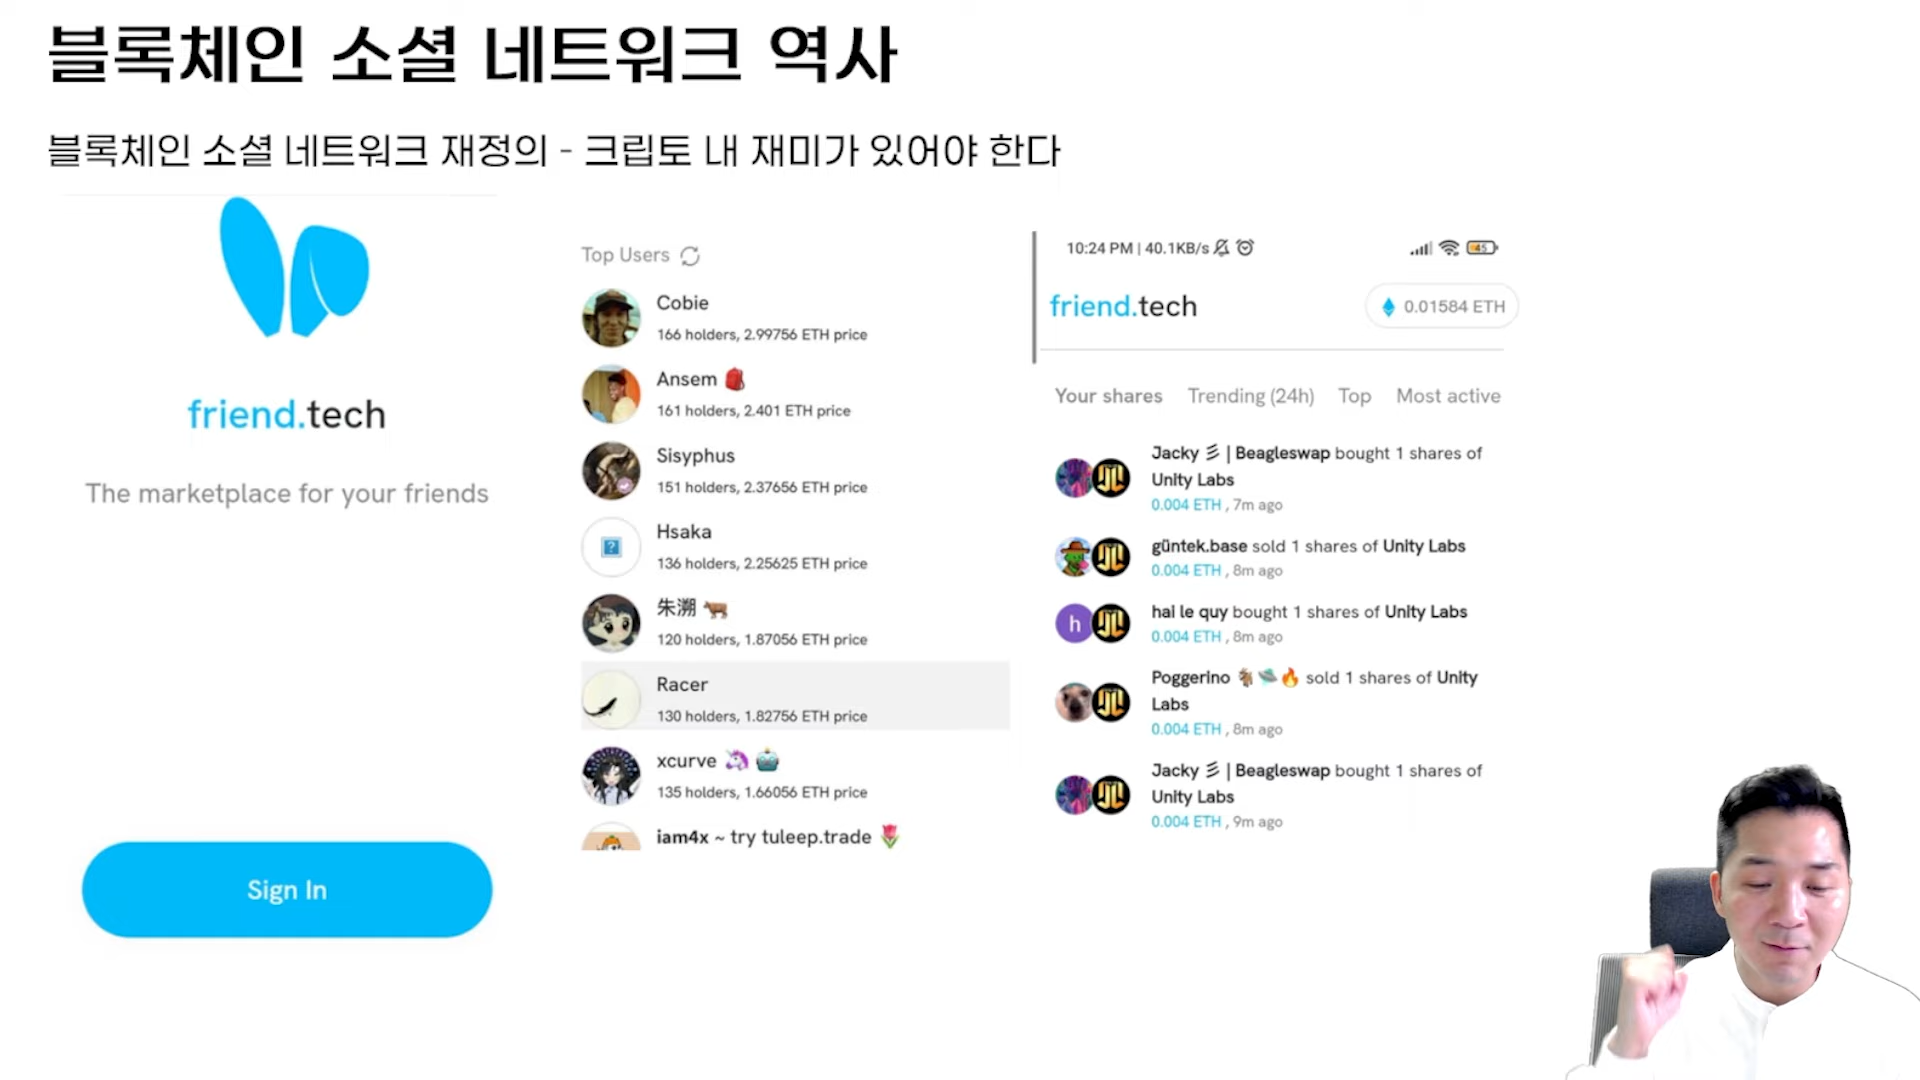 블록체인 소셜 네트워크 역사
블록체인 소셜 네트워크 재정의 - 크립토 내 재미가 있어야 한다
friend.tech
The marketplace for your friends
Sign In
Top Users
Cobie
166 holders, 2.99756 ETH price
Ansem 🎒
161 holders, 2.401 ETH price
Sisyphus
151 holders, 2.37656 ETH price
Hsaka
136 holders, 2.25625 ETH price
朱溯 🐂
120 holders, 1.87056 ETH price
Racer
130 holders, 1.82756 ETH price
xcurve 🦄 🤖
135 holders, 1.66056 ETH price
iam4x ~ try tuleep.trade 🌷
10:24 PM | 40.1KB/s
45
friend.tech
0.01584 ETH
Your shares Trending (24h) Top Most active
Jacky 彡 | Beagleswap bought 1 shares of
Unity Labs
0.004 ETH , 7m ago
güntek.base sold 1 shares of Unity Labs
0.004 ETH , 8m ago
h
hai le quy bought 1 shares of Unity Labs
0.004 ETH , 8m ago
Poggerino 🐐🛸🔥 sold 1 shares of Unity
Labs
0.004 ETH , 8m ago
Jacky 彡 | Beagleswap bought 1 shares of
Unity Labs
0.004 ETH , 9m ago